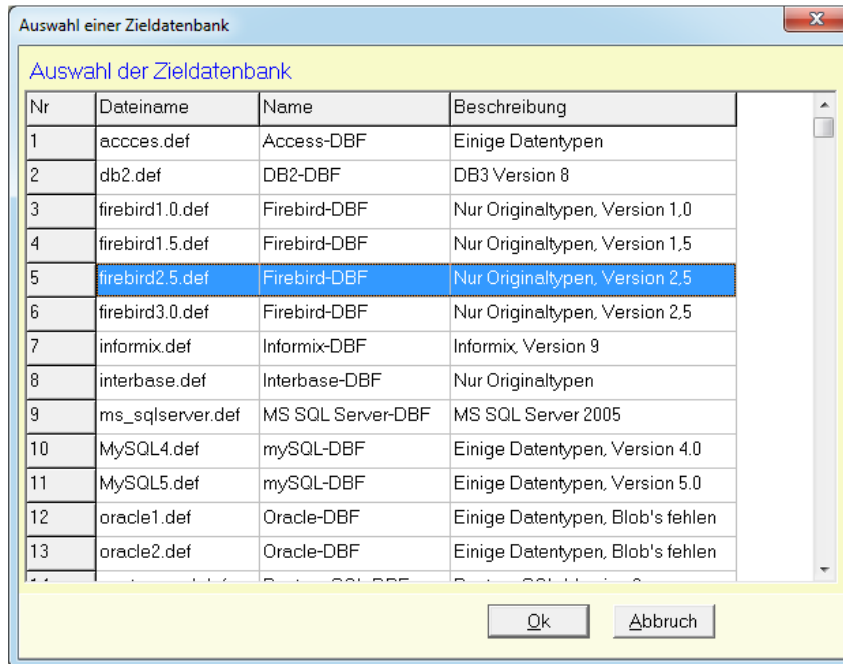 Auswahl einer Zieldatenbank
Auswahl der Zieldatenbank
Nr Dateiname Name Beschreibung
1 accces.def Access-DBF Einige Datentypen
2 db2.def DB2-DBF DB3 Version 8
3 firebird1.0.def Firebird-DBF Nur Originaltypen, Version 1,0
4 firebird1.5.def Firebird-DBF Nur Originaltypen, Version 1,5
5 firebird2.5.def Firebird-DBF Nur Originaltypen, Version 2,5
6 firebird3.0.def Firebird-DBF Nur Originaltypen, Version 2,5
7 informix.def Informix-DBF Informix, Version 9
8 interbase.def Interbase-DBF Nur Originaltypen
9 ms_sqlserver.def MS SQL Server-DBF MS SQL Server 2005
10 MySQL4.def mySQL-DBF Einige Datentypen, Version 4.0
11 MySQL5.def mySQL-DBF Einige Datentypen, Version 5.0
12 oracle1.def Oracle-DBF Einige Datentypen, Blob's fehlen
13 oracle2.def Oracle-DBF Einige Datentypen, Blob's fehlen
Ok Abbruch